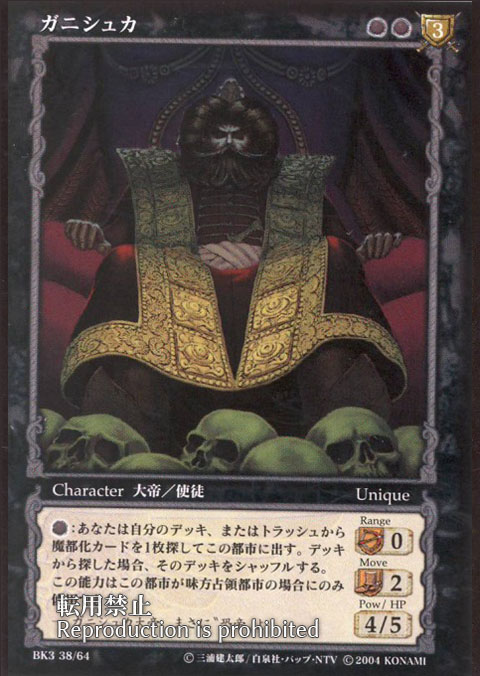 ガニシュカ
3
Character 大帝／使徒
Unique
:あなたは自分のデッキ、またはトラッシュから
魔都化カードを1枚探してこの都市に出す。デッキ
から探した場合、そのデッキをシャッフルする。
この能力はこの都市が味方占領都市の場合にのみ
Range
0
Move
2
Pow/ HP
4/5
転用禁止
Reproduction is prohibited
BK3 38/64
©三浦建太郎／白泉社・バップ・NTV ©2004 KONAMI